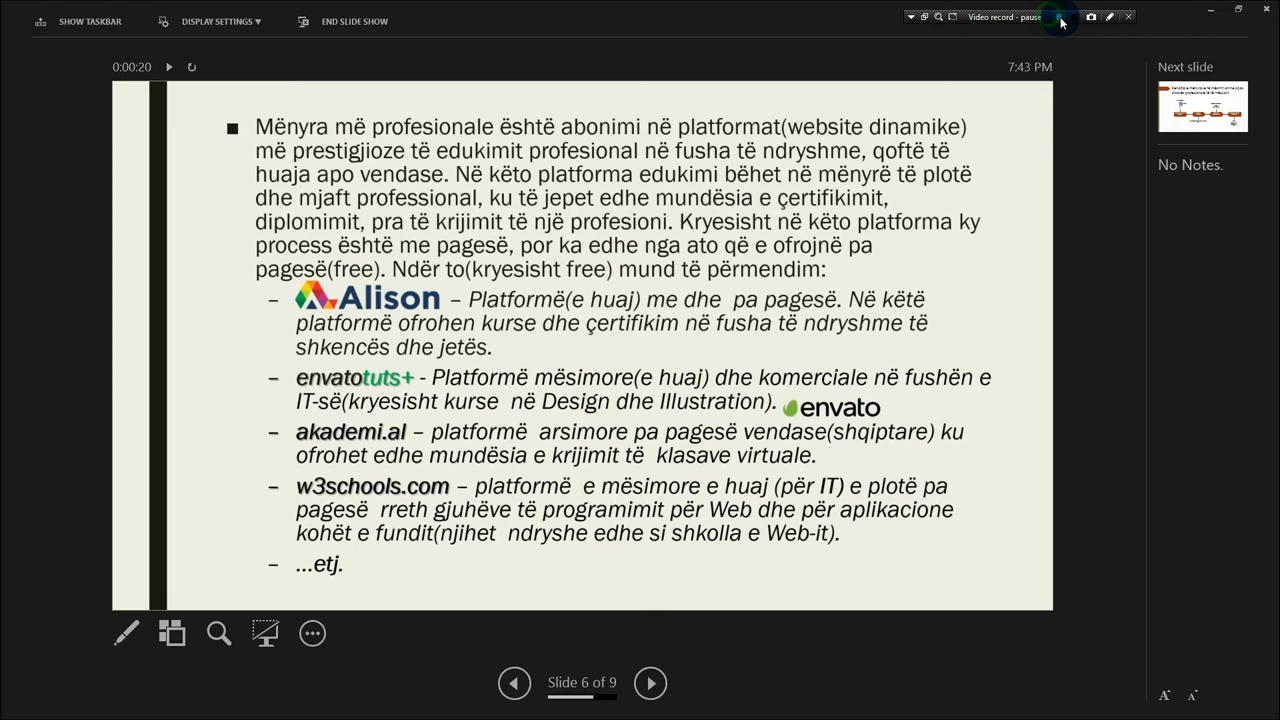 SHOW TASKBAR
DISPLAY SETTINGS ▼
END SLIDE SHOW
Video record - pause
0:00:20
7:43 PM
Next slide
No Notes.
Mënyra më profesionale është abonimi në platformat(website dinamike)
më prestigjioze të edukimit profesional në fusha të ndryshme, qoftë të
huaja apo vendase. Në këto platforma edukimi bëhet në mënyrë të plotë
dhe mjaft professional, ku të jepet edhe mundësia e çertifikimit,
diplomimit, pra të krijimit të një profesioni. Kryesisht në këto platforma ky
process është me pagesë, por ka edhe nga ato që e ofrojnë pa
pagesë(free). Ndër to(kryesisht free) mund të përmendim:
– Alison – Platformë(e huaj) me dhe pa pagesë. Në këtë
platformë ofrohen kurse dhe çertifikim në fusha të ndryshme të
shkencës dhe jetës.
– envatotuts+ - Platformë mësimore(e huaj) dhe komerciale në fushën e
IT-së(kryesisht kurse në Design dhe Illustration). envato
– akademi.al – platformë arsimore pa pagesë vendase(shqiptare) ku
ofrohet edhe mundësia e krijimit të klasave virtuale.
– w3schools.com – platformë e mësimore e huaj (për IT) e plotë pa
pagesë rreth gjuhëve të programimit për Web dhe për aplikacione
kohët e fundit(njihet ndryshe edhe si shkolla e Web-it).
– ...etj.
Slide 6 of 9
A A